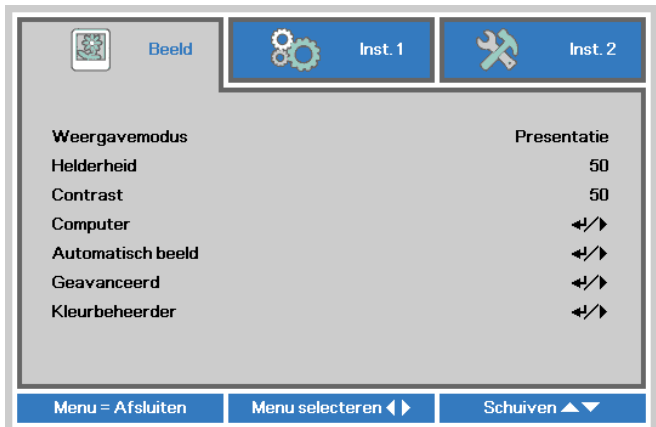 Beeld Inst. 1 Inst. 2
Weergavemodus Presentatie
Helderheid 50
Contrast 50
Computer ↵/▶
Automatisch beeld ↵/▶
Geavanceerd ↵/▶
Kleurbeheerder ↵/▶
Menu = Afsluiten Menu selecteren ◀▶ Schuiven ▲▼